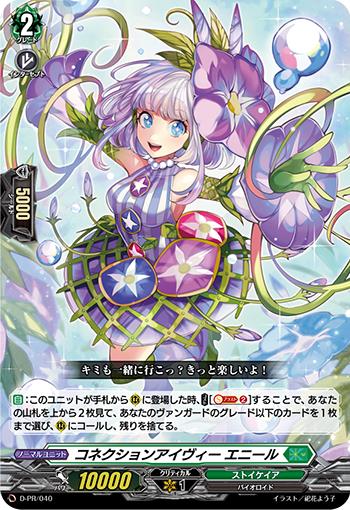 2
グレード
インターセプト
5000
シールド
キミも一緒に行こっ？きっと楽しいよ！
自：このユニットが手札からRに登場した時、【ソウルブラスト2】することで、あなた
の山札を上から２枚見て、あなたのヴァンガードのグレード以下のカードを１枚
まで選び、Rにコールし、残りを捨てる。
ノーマルユニット
コネクションアイヴィー エニール
パワー
10000
クリティカル
1
ストイケイア
バイオロイド
D-PR/040
イラスト／紀花よう子